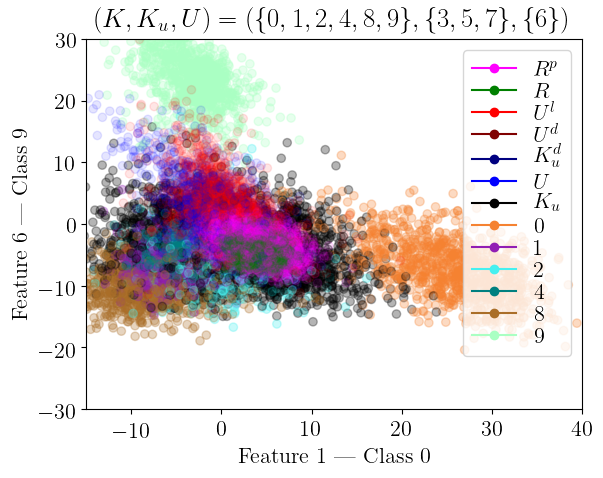 (K, K_u, U) = ({0, 1, 2, 4, 8, 9}, {3, 5, 7}, {6})
30
20
10
0
−10
−20
−30
Feature 6 — Class 9
R^p
R
U^l
U^d
K_u^d
U
K_u
0
1
2
4
8
9
−10
0
10
20
30
40
Feature 1 — Class 0